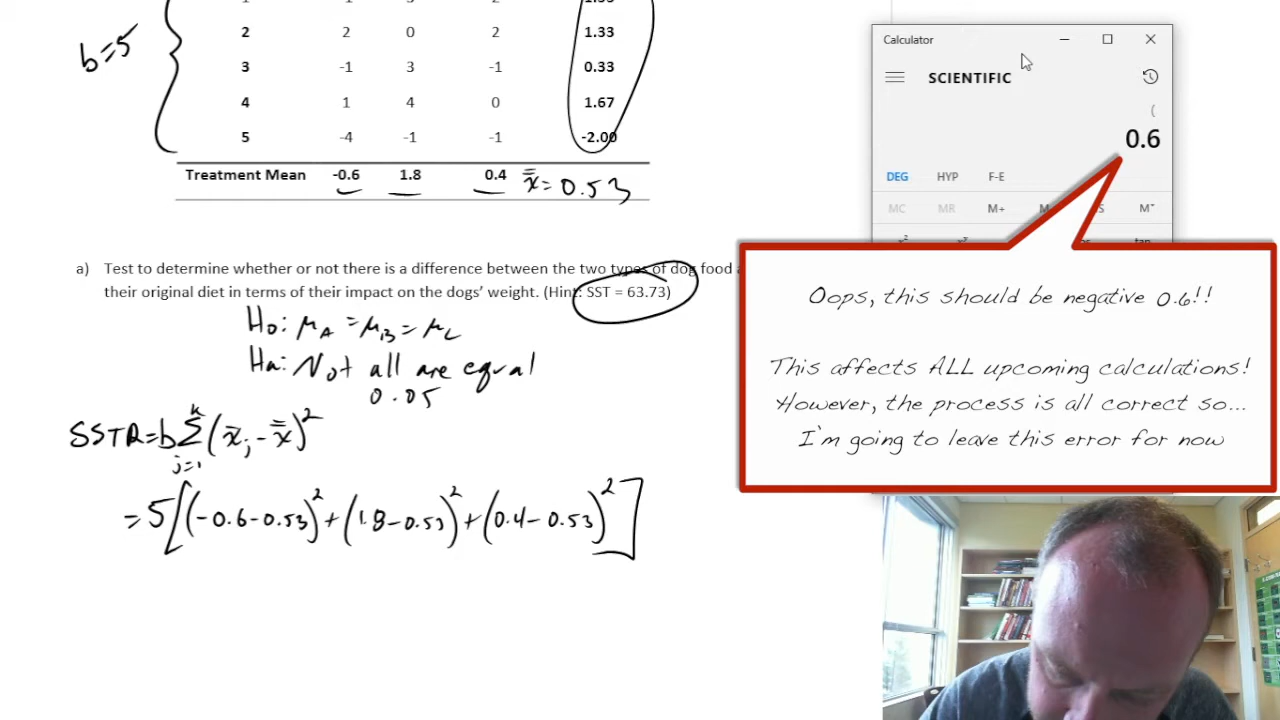 b=5
2 2 0 2 1.33
3 -1 3 -1 0.33
4 1 4 0 1.67
5 -4 -1 -1 -2.00
Treatment Mean -0.6 1.8 0.4 x̿=0.53
a) Test to determine whether or not there is a difference between the two types of dog food
their original diet in terms of their impact on the dogs' weight. (Hint: SST = 63.73)
Ho: μA =μB=μC
Ha: Not all are equal
0.05
SSTR=b∑(x̄j-x̿)²
k
j=1
=5[(-0.6-0.53)²+(1.8-0.53)²+(0.4-0.53)²]
Calculator
SCIENTIFIC
(
0.6
DEG HYP F-E
MC MR M+
Oops, this should be negative 0.6!!
This affects ALL upcoming calculations!
However, the process is all correct so...
I'm going to leave this error for now